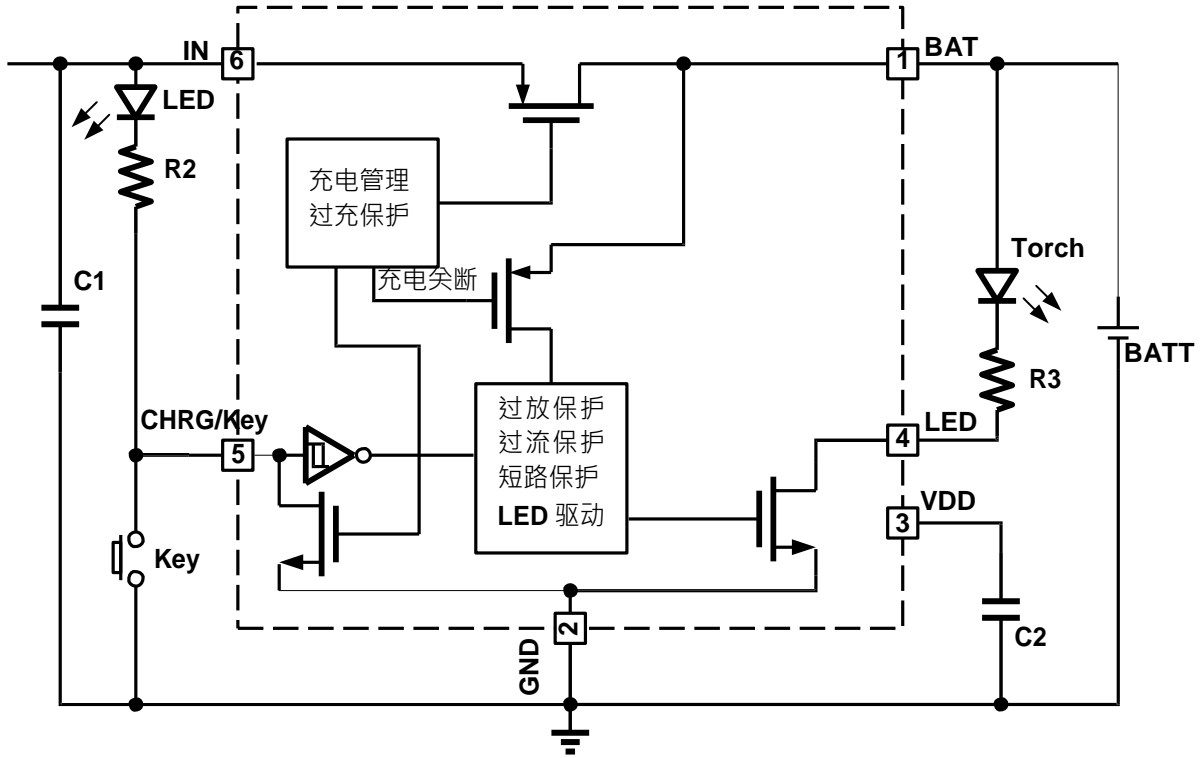 IN
6
1
BAT
LED
R2
充电管理
过充保护
Torch
C1
充电关断
BATT
R3
过放保护
过流保护
短路保护
LED 驱动
CHRG/Key
5
4
LED
VDD
3
Key
2
GND
C2